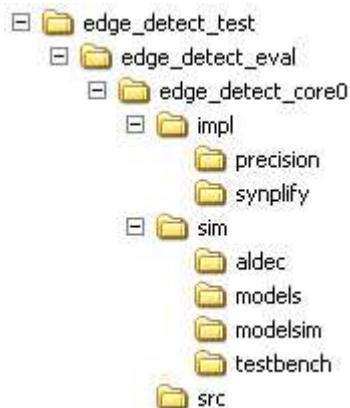 edge_detect_test
edge_detect_eval
edge_detect_core0
impl
precision
synplify
sim
aldec
models
modelsim
testbench
src